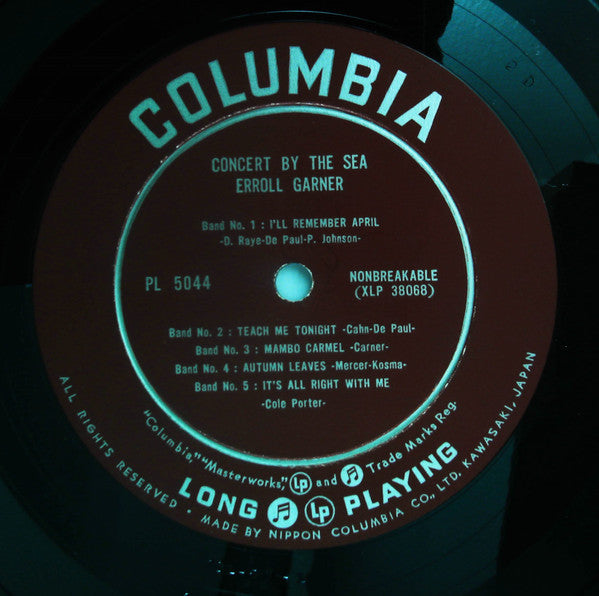 COLUMBIA
CONCERT BY THE SEA
ERROLL GARNER
Band No. 1 : I'LL REMEMBER APRIL
-D. Raye-De Paul-P. Johnson-
PL 5044
NONBREAKABLE
(XLP 38068)
Band No. 2 : TEACH ME TONIGHT -Cahn-De Paul-
Band No. 3 : MAMBO CARMEL -Carner-
Band No. 4 : AUTUMN LEAVES -Mercer-Kosma-
Band No. 5 : IT'S ALL RIGHT WITH ME
-Cole Porter-
"Columbia," "Masterworks," Lp and Trade Marks Reg.
LONG Lp PLAYING
ALL RIGHTS RESERVED • MADE BY NIPPON COLUMBIA CO., LTD. KAWASAKI, JAPAN